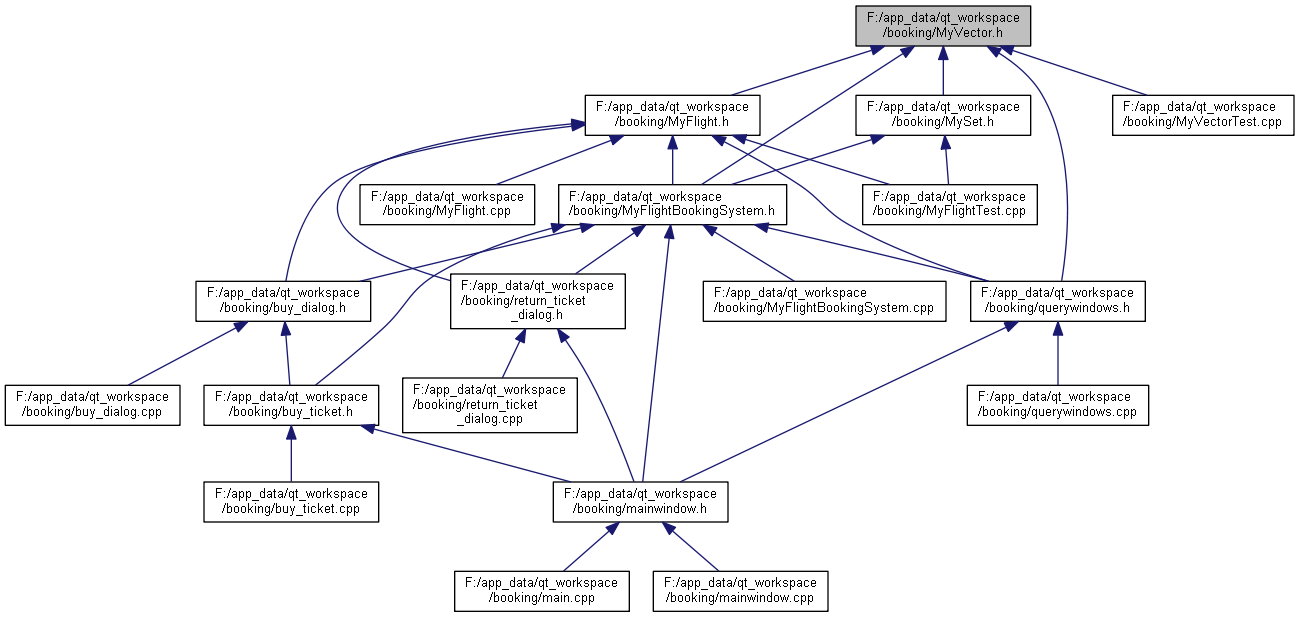 F:/app_data/qt_workspace
/booking/MyVector.h
F:/app_data/qt_workspace
/booking/MyFlight.h
F:/app_data/qt_workspace
/booking/MySet.h
F:/app_data/qt_workspace
/booking/MyVectorTest.cpp
F:/app_data/qt_workspace
/booking/MyFlight.cpp
F:/app_data/qt_workspace
/booking/MyFlightBookingSystem.h
F:/app_data/qt_workspace
/booking/MyFlightTest.cpp
F:/app_data/qt_workspace
/booking/buy_dialog.h
F:/app_data/qt_workspace
/booking/return_ticket
_dialog.h
F:/app_data/qt_workspace
/booking/MyFlightBookingSystem.cpp
F:/app_data/qt_workspace
/booking/querywindows.h
F:/app_data/qt_workspace
/booking/buy_dialog.cpp
F:/app_data/qt_workspace
/booking/buy_ticket.h
F:/app_data/qt_workspace
/booking/return_ticket
_dialog.cpp
F:/app_data/qt_workspace
/booking/querywindows.cpp
F:/app_data/qt_workspace
/booking/buy_ticket.cpp
F:/app_data/qt_workspace
/booking/mainwindow.h
F:/app_data/qt_workspace
/booking/main.cpp
F:/app_data/qt_workspace
/booking/mainwindow.cpp